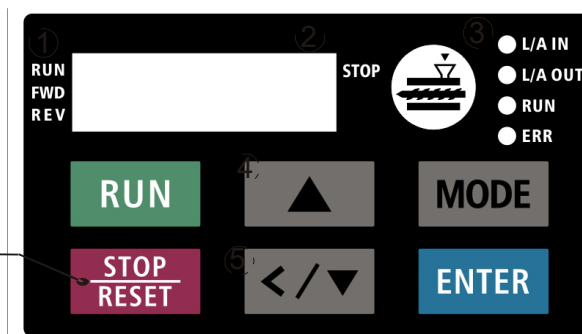 ① ② ③
RUN
FWD
REV
STOP
L/A IN
L/A OUT
RUN
ERR
RUN
④ ▲
MODE
STOP
RESET
⑤ </▼
ENTER